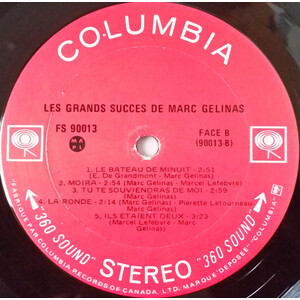 COLUMBIA
LES GRANDS SUCCES DE MARC GELINAS
FS 90013
FACE B
(90013-B)
MAPL
1. LE BATEAU DE MINUIT - 2:51
(E. De Grandmont - Marc Gelinas)
2. MOIRA - 2:54 (Marc Gelinas - Marcel Lefebvre)
3. TU TE SOUVIENDRAS DE MOI - 2:59
(Marc Gelinas)
4. LA RONDE - 2:14 (Marc Gelinas - Pierrette Letourneau
Marc Gelinas)
5. ILS ETAIENT DEUX - 3:23
(Marcel Lefebvre - Marc
Gelinas)
"360 SOUND" STEREO "360 SOUND"
"COLUMBIA"
FABRIQUE PAR COLUMBIA RECORDS OF CANADA, LTD. MARQUE DEPOSEE